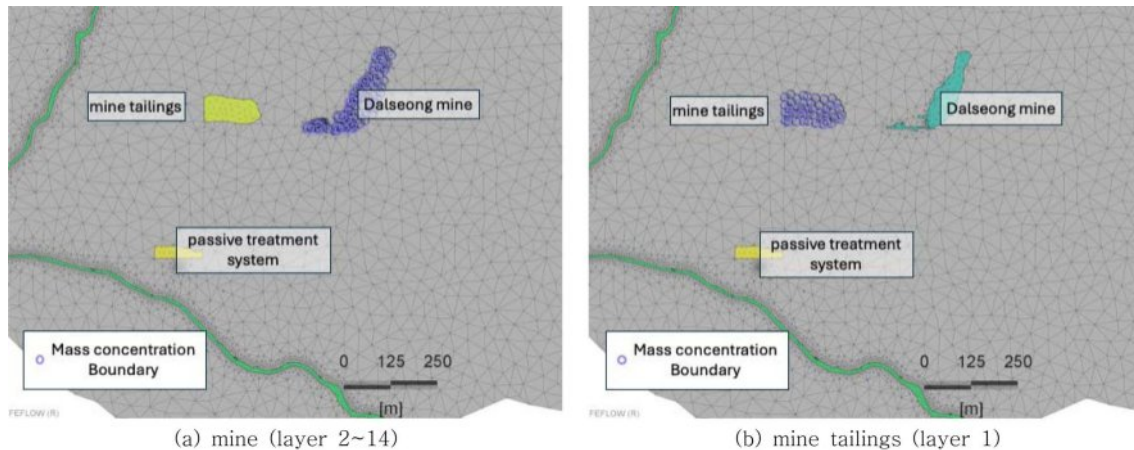 mine tailings
Dalseong mine
passive treatment
system
Mass concentration
Boundary
0 125 250
[m]
FEFLOW (R)
(a) mine (layer 2~14)
mine tailings
Dalseong mine
passive treatment
system
Mass concentration
Boundary
0 125 250
[m]
FEFLOW (R)
(b) mine tailings (layer 1)